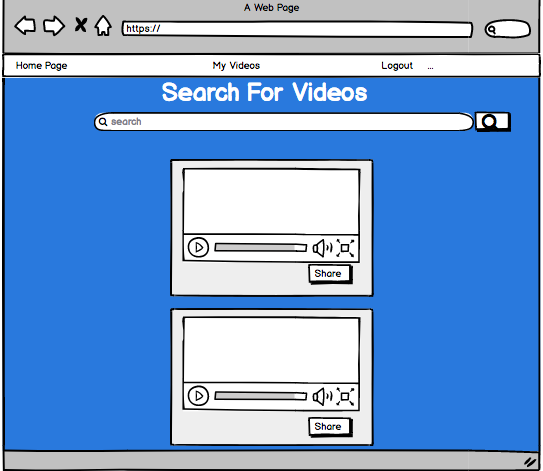 A Web Page
https://
Home Page My Videos Logout ...
Search For Videos
search
Share
Share